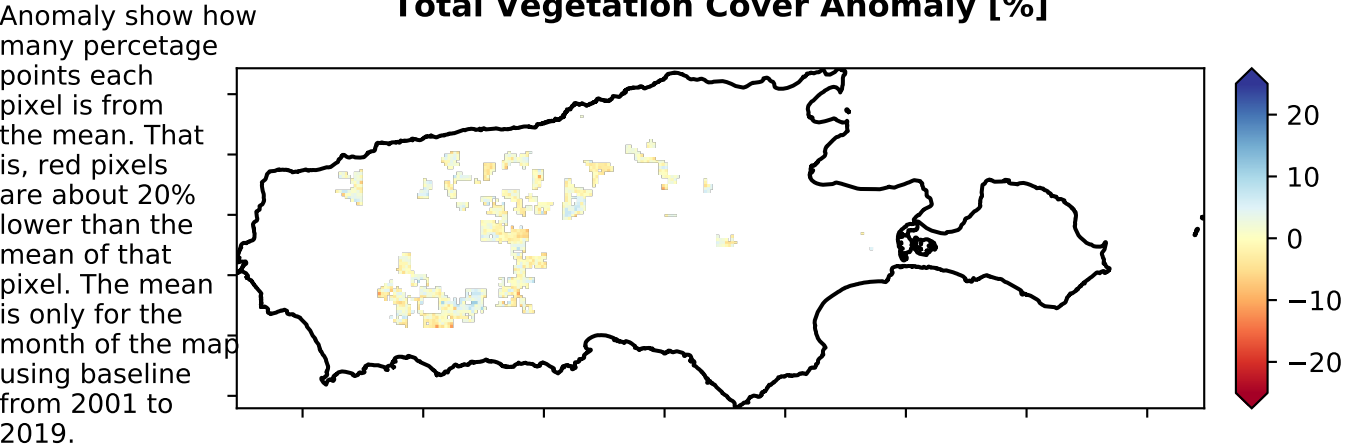 Total Vegetation Cover Anomaly [%]
Anomaly show how
many percetage
points each
pixel is from
the mean. That
is, red pixels
are about 20%
lower than the
mean of that
pixel. The mean
is only for the
month of the map
using baseline
from 2001 to
2019.
20
10
0
−10
−20